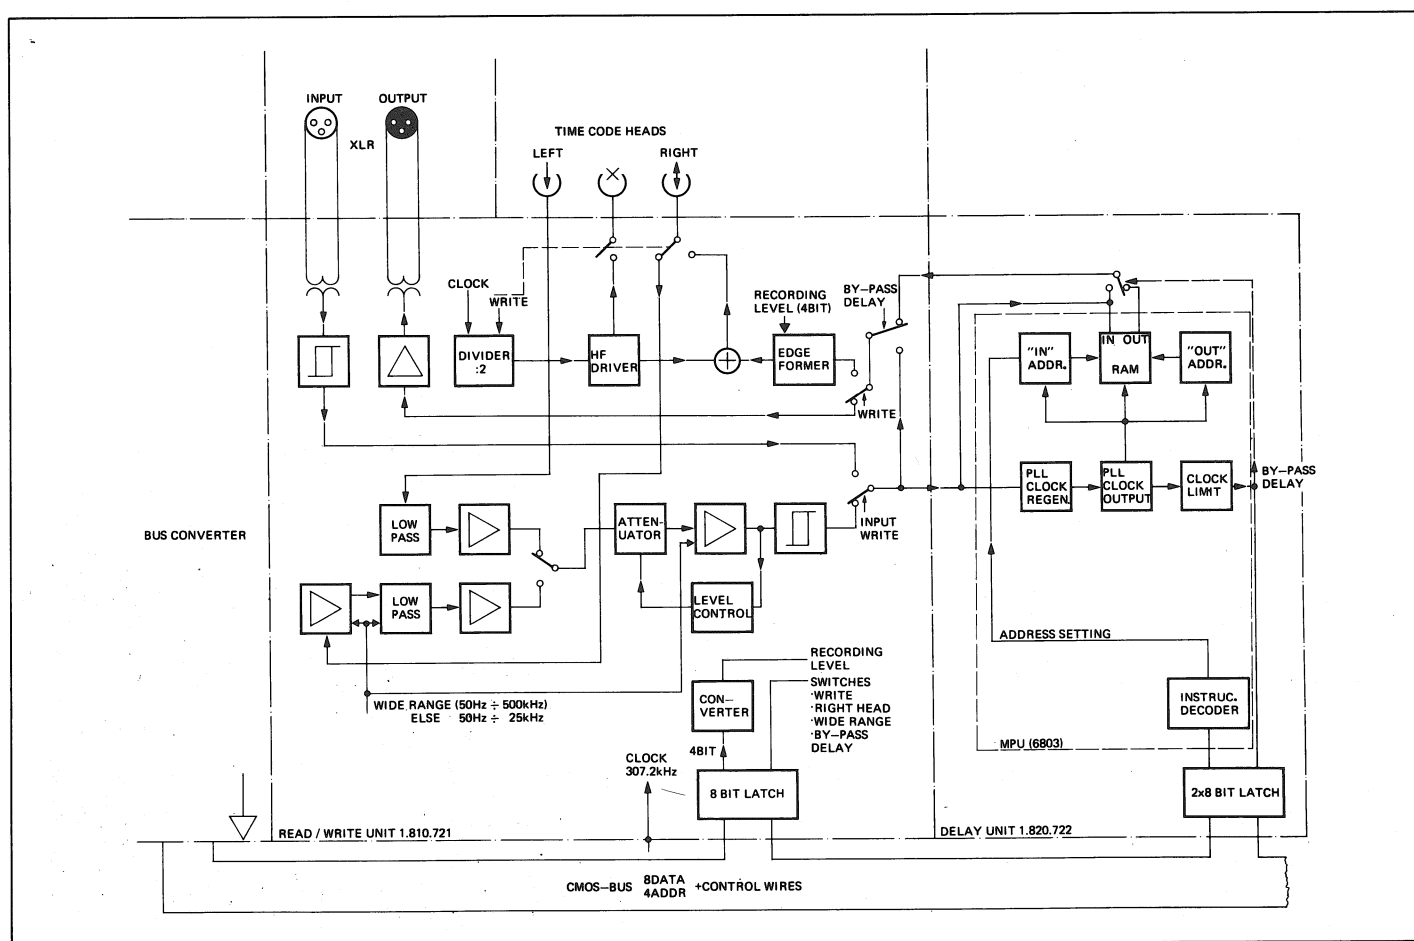 INPUT
OUTPUT
XLR
TIME CODE HEADS
LEFT
RIGHT
CLOCK
WRITE
RECORDING
LEVEL (4BIT)
BY–PASS
DELAY
DIVIDER
:2
HF
DRIVER
EDGE
FORMER
WRITE
IN OUT
RAM
"IN"
ADDR.
"OUT"
ADDR.
PLL
CLOCK
REGEN.
PLL
CLOCK
OUTPUT
CLOCK
LIMIT
BY–PASS
DELAY
BUS CONVERTER
LOW
PASS
ATTEN-
UATOR
INPUT
WRITE
LOW
PASS
LEVEL
CONTROL
ADDRESS SETTING
RECORDING
LEVEL
SWITCHES
·WRITE
·RIGHT HEAD
·WIDE RANGE
·BY–PASS
DELAY
WIDE RANGE (50Hz ÷ 500kHz)
ELSE 50Hz ÷ 25kHz
CON–
VERTER
4BIT
CLOCK
307.2kHz
8 BIT LATCH
INSTRUC.
DECODER
MPU (6803)
2x8 BIT LATCH
READ / WRITE UNIT 1.810.721
DELAY UNIT 1.820.722
CMOS–BUS 8DATA
4ADDR +CONTROL WIRES